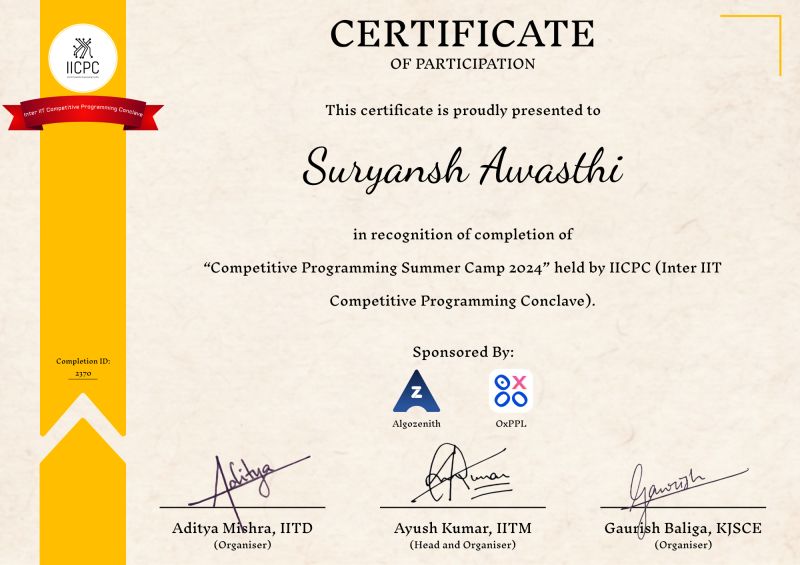 CERTIFICATE
OF PARTICIPATION
IICPC
Inter IIT Competitive Programming Conclave
This certificate is proudly presented to
Suryansh Awasthi
in recognition of completion of
“Competitive Programming Summer Camp 2024” held by IICPC (Inter IIT
Competitive Programming Conclave).
Completion ID:
2370
Sponsored By:
Z
Algozenith
OXPPL
Aditya
Kumar
Gaurish
Aditya Mishra, IITD
(Organiser)
Ayush Kumar, IITM
(Head and Organiser)
Gaurish Baliga, KJSCE
(Organiser)